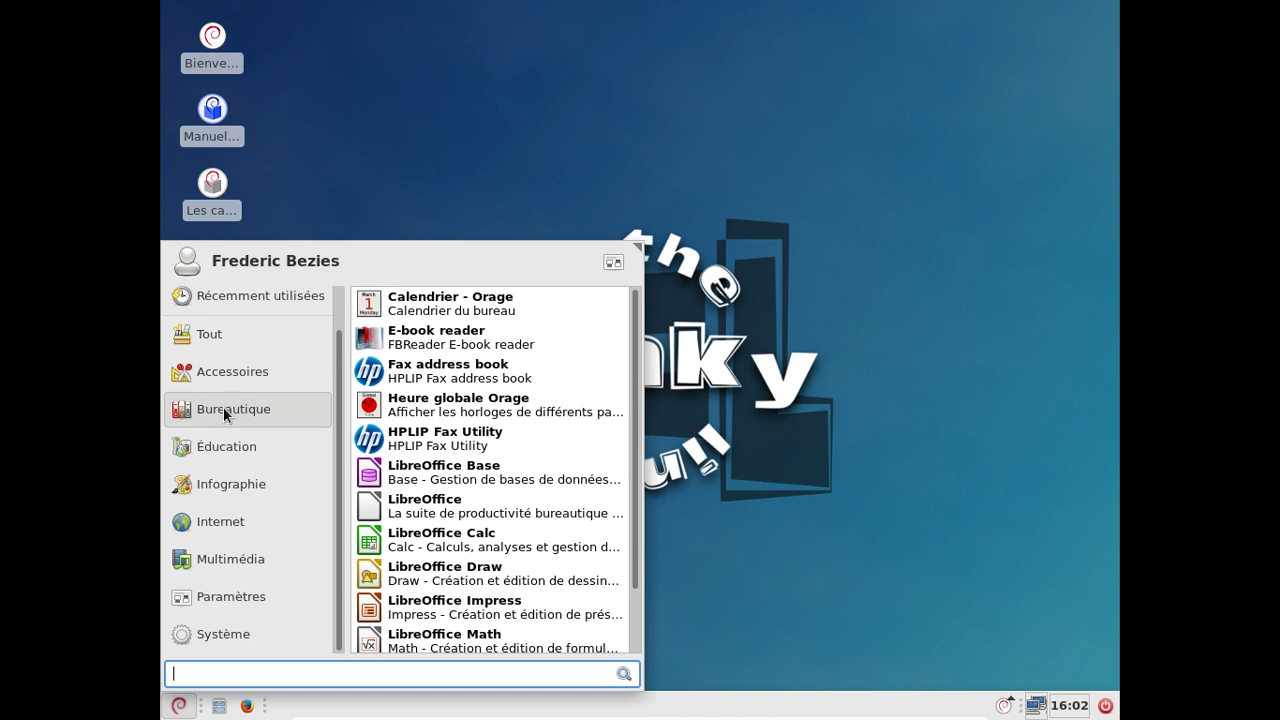 Bienve...
Manuel...
Les ca...
the
nky
Frederic Bezies
Récemment utilisées
Tout
Accessoires
Bureautique
Éducation
Infographie
Internet
Multimédia
Paramètres
Système
Calendrier - Orage
Calendrier du bureau
E-book reader
FBReader E-book reader
Fax address book
HPLIP Fax address book
Heure globale Orage
Afficher les horloges de différents pa...
HPLIP Fax Utility
HPLIP Fax Utility
LibreOffice Base
Base - Gestion de bases de données...
LibreOffice
La suite de productivité bureautique ...
LibreOffice Calc
Calc - Calculs, analyses et gestion d...
LibreOffice Draw
Draw - Création et édition de dessin...
LibreOffice Impress
Impress - Création et édition de prés...
LibreOffice Math
Math - Création et édition de formul...
16:02